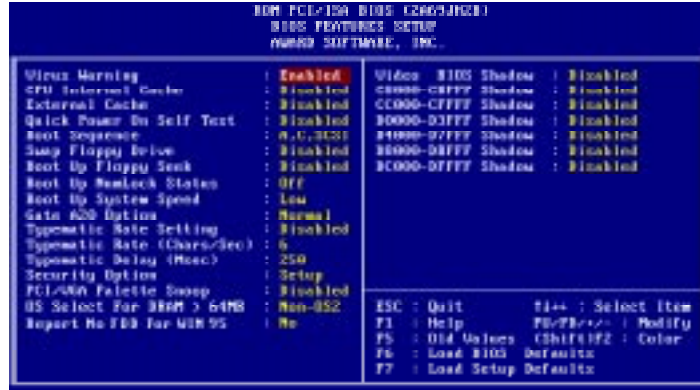 ROM PCI/ISA BIOS (2A69JHZB)
BIOS FEATURES SETUP
AWARD SOFTWARE, INC.
Virus Warning : Enabled
CPU Internal Cache : Disabled
External Cache : Disabled
Quick Power On Self Test : Disabled
Boot Sequence : A,C,SCSI
Swap Floppy Drive : Disabled
Boot Up Floppy Seek : Disabled
Boot Up NumLock Status : Off
Boot Up System Speed : Low
Gate A20 Option : Normal
Typematic Rate Setting : Disabled
Typematic Rate (Chars/Sec) : 6
Typematic Delay (Msec) : 250
Security Option : Setup
PCI/VGA Palette Snoop : Disabled
OS Select For DRAM > 64MB : Non-OS2
Report No FDD For WIN 95 : No
Video BIOS Shadow : Disabled
C8000-CBFFF Shadow : Disabled
CC000-CFFFF Shadow : Disabled
D0000-D3FFF Shadow : Disabled
D4000-D7FFF Shadow : Disabled
D8000-DBFFF Shadow : Disabled
DC000-DFFFF Shadow : Disabled
ESC : Quit ↑↓→← : Select Item
F1 : Help PU/PD/+/- : Modify
F5 : Old Values (Shift)F2 : Color
F6 : Load BIOS Defaults
F7 : Load Setup Defaults